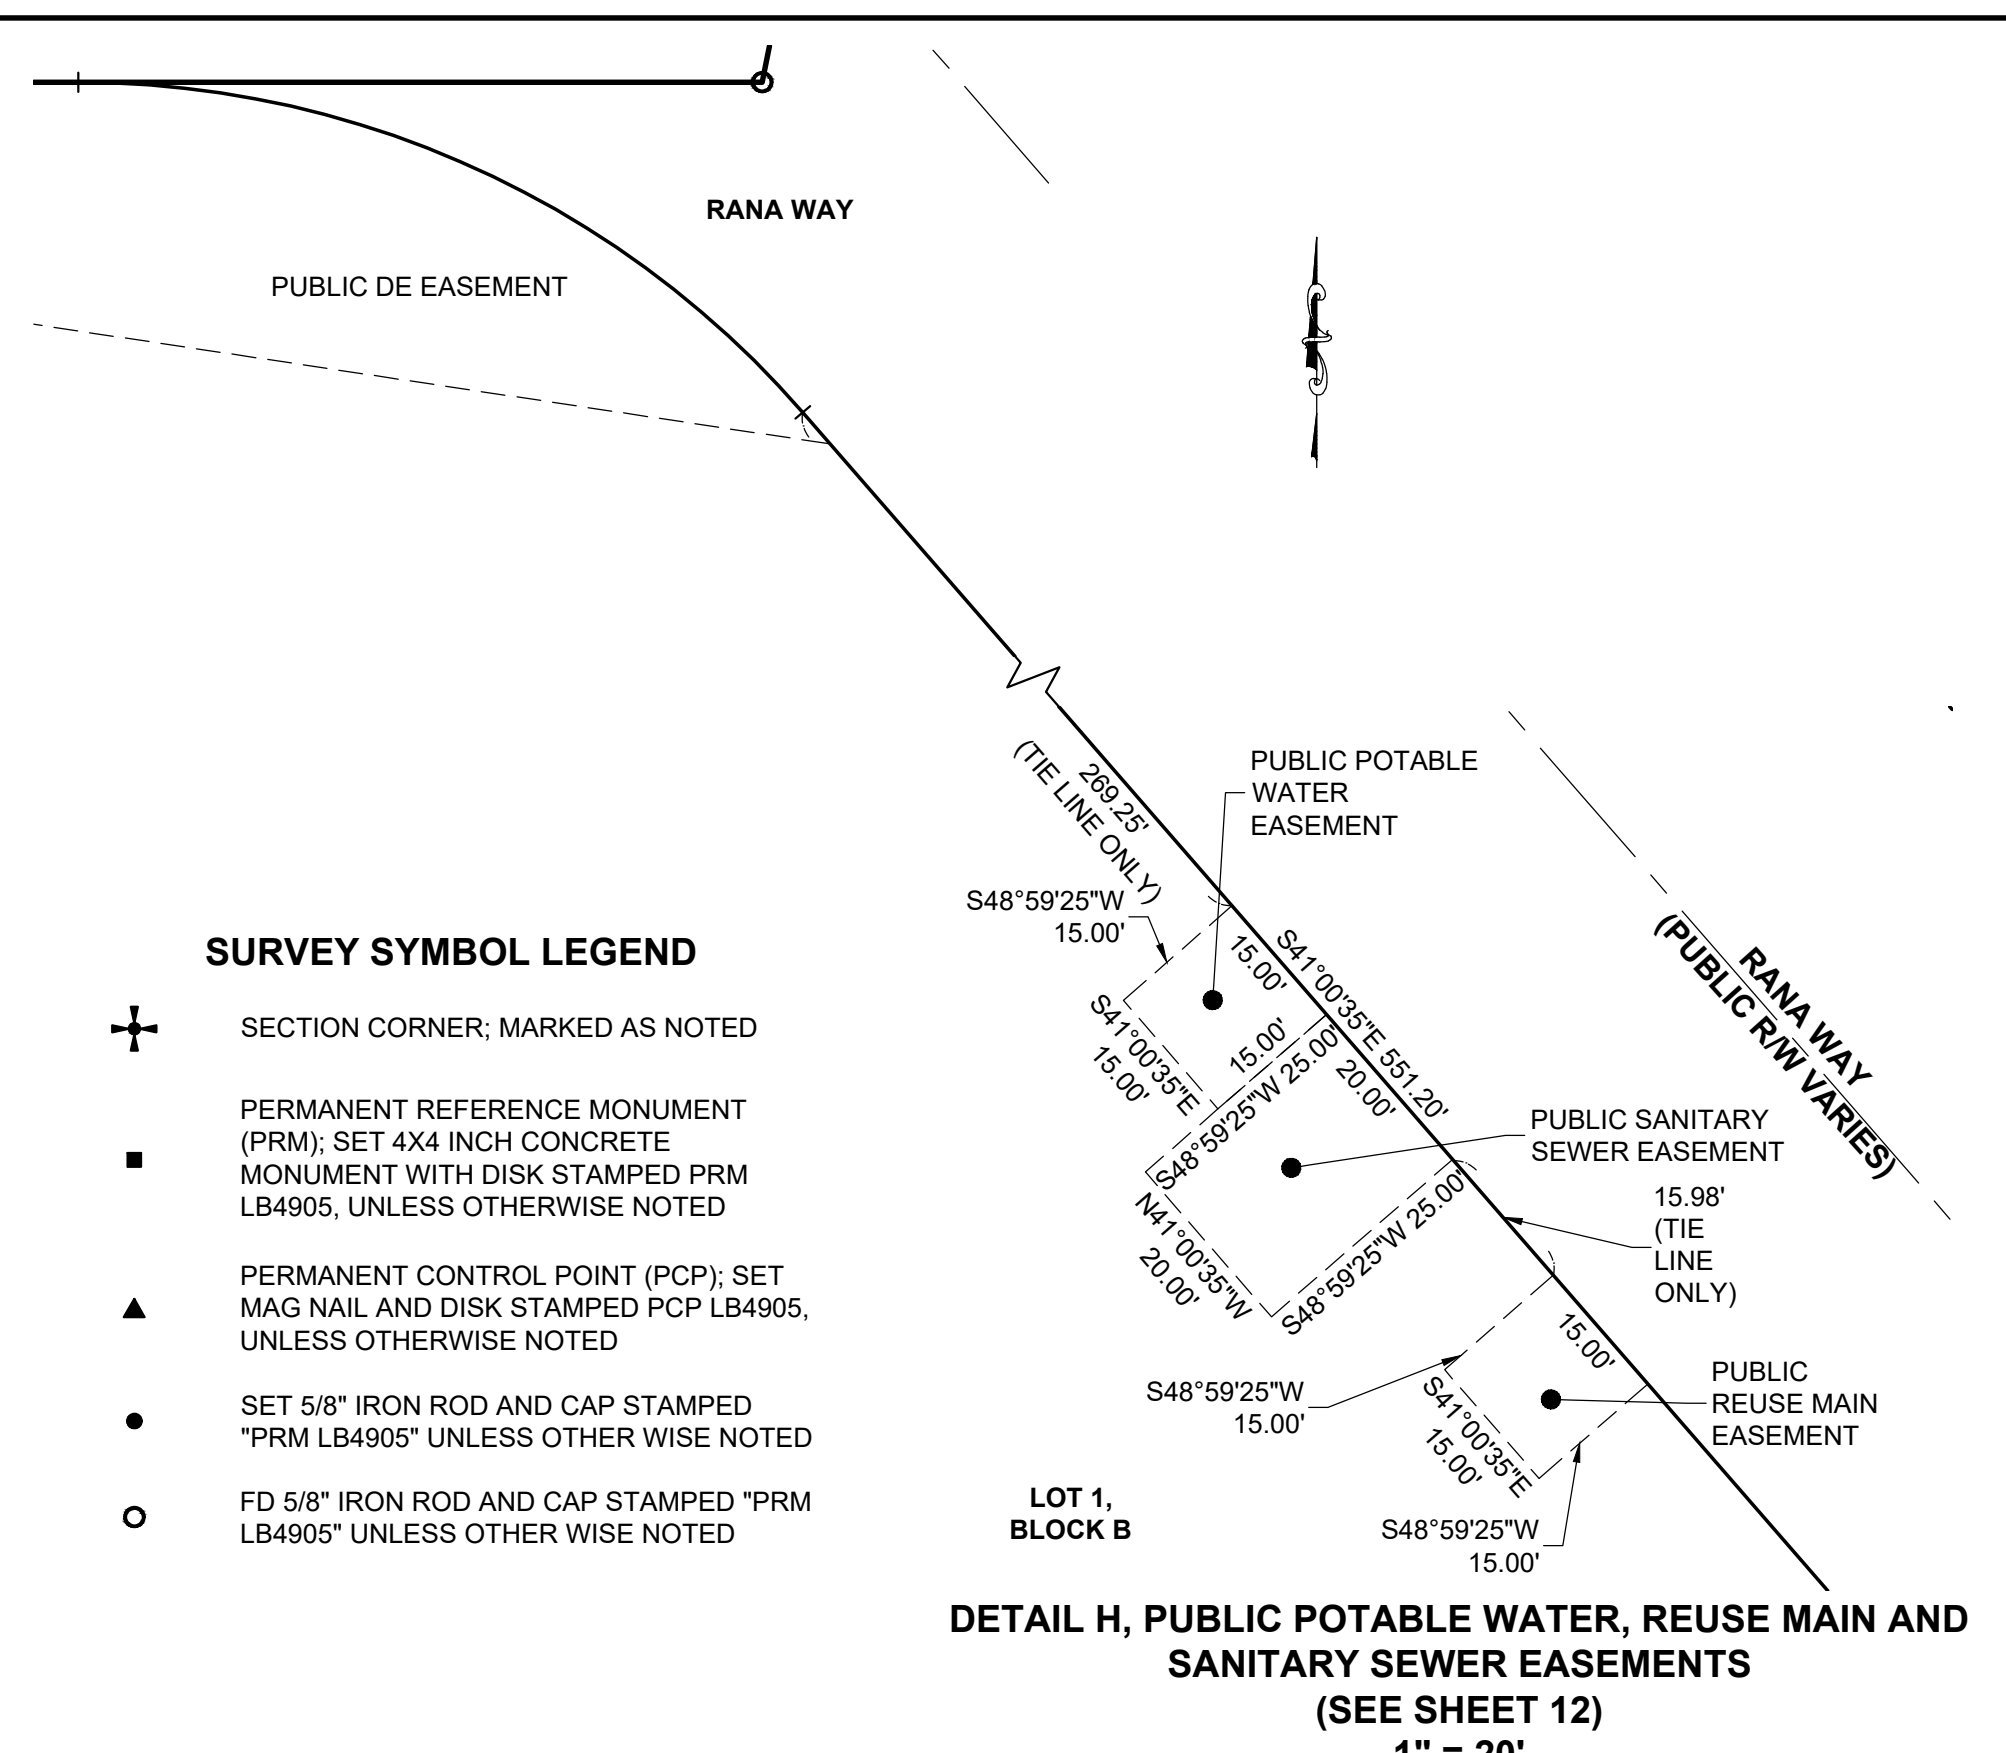 RANA WAY
PUBLIC DE EASEMENT
269.25'
(TIE LINE ONLY)
PUBLIC POTABLE
WATER
EASEMENT
S48°59'25"W
15.00'
15.00'
S41°00'35"E 551.20'
S41°00'35"E
15.00'
15.00'
S48°59'25"W 25.00'
20.00'
RANA WAY
(PUBLIC R/W VARIES)
PUBLIC SANITARY
SEWER EASEMENT
N41°00'35"W
20.00'
S48°59'25"W 25.00'
15.98'
(TIE
LINE
ONLY)
15.00'
S48°59'25"W
15.00'
S41°00'35"E
15.00'
PUBLIC
REUSE MAIN
EASEMENT
S48°59'25"W
15.00'
LOT 1,
BLOCK B
SURVEY SYMBOL LEGEND
SECTION CORNER; MARKED AS NOTED
PERMANENT REFERENCE MONUMENT
(PRM); SET 4X4 INCH CONCRETE
MONUMENT WITH DISK STAMPED PRM
LB4905, UNLESS OTHERWISE NOTED
PERMANENT CONTROL POINT (PCP); SET
MAG NAIL AND DISK STAMPED PCP LB4905,
UNLESS OTHERWISE NOTED
SET 5/8" IRON ROD AND CAP STAMPED
"PRM LB4905" UNLESS OTHER WISE NOTED
FD 5/8" IRON ROD AND CAP STAMPED "PRM
LB4905" UNLESS OTHER WISE NOTED
DETAIL H, PUBLIC POTABLE WATER, REUSE MAIN AND
SANITARY SEWER EASEMENTS
(SEE SHEET 12)
1" = 20'